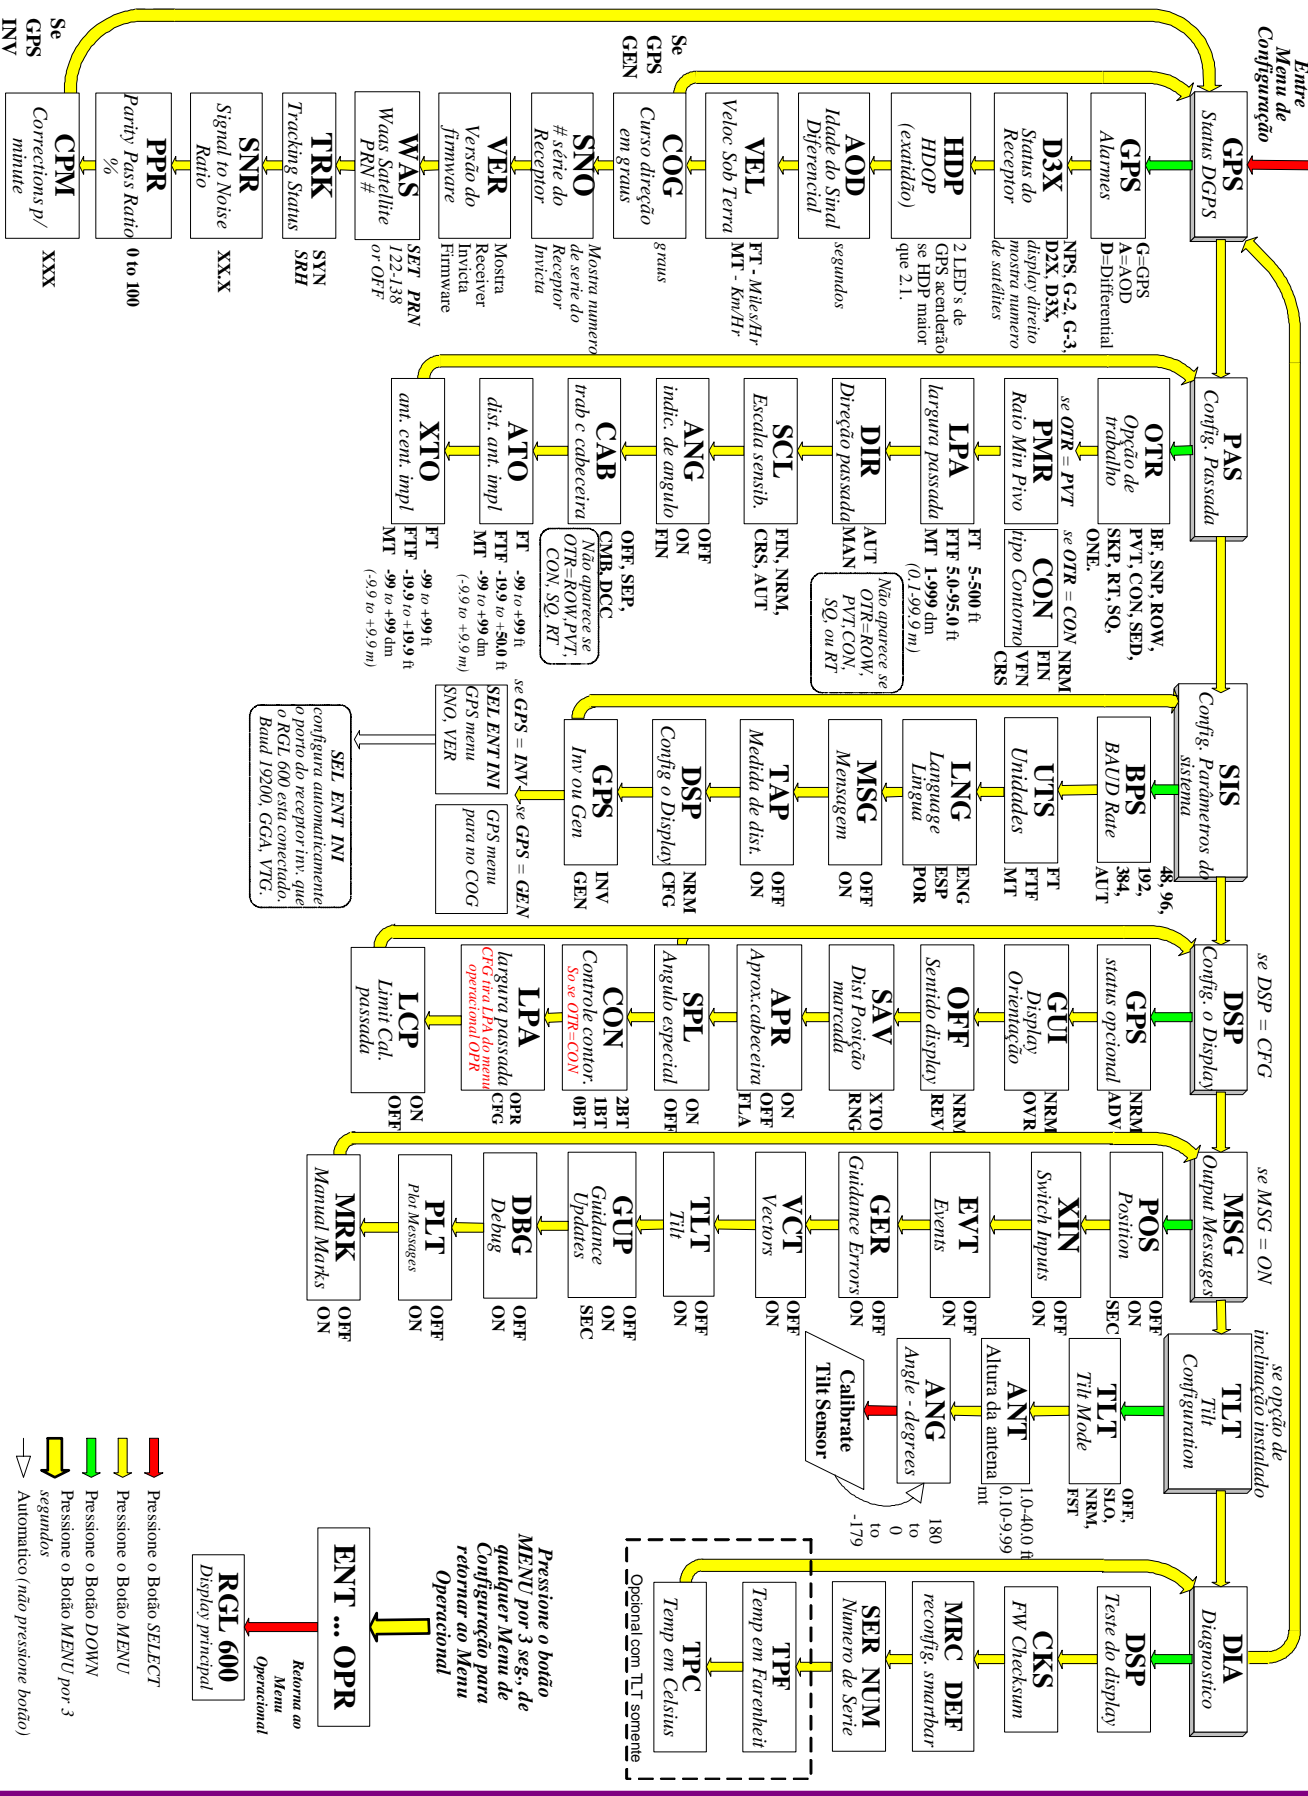 Entre
Menu de
Configuração
GPS
Status DGPS
GPS
Alarmes
G=GPS
A=AOD
D=Differential
D3X
Status do
Receptor
NPS, G-2, G-3,
D2X, D3X,
display direito
mostra numero
de satélites
HDP
HDOP
(exatidão)
2 LED's de
GPS acenderão
se HDP maior
que 2.1.
AOD
Idade do Sinal
Diferencial
segundos
VEL
Veloc Sob Terra
FT - Miles/Hr
MT - Km/Hr
COG
Curso direção
em graus
graus
Se
GPS
GEN
SNO
# série do
Receptor
Mostra numero
de serie do
Receptor
Invicta
VER
Versão do
firmware
Mostra
Receiver
Invicta
Firmware
WAS
Waas Satellite
PRN #
SET PRN
122-138
or OFF
TRK
Tracking Status
SYN
SRH
SNR
Signal to Noise
Ratio
XX.X
PPR
Parity Pass Ratio
%
0 to 100
CPM
Corrections p/
minute
XXX
Se
GPS
INV
PAS
Config. Passada
OTR
Opção de
trabalho
BF, SNP, ROW,
PVT, CON, SED,
SKP, RT, SQ,
ONE.
se OTR = PVT
PMR
Raio Min Pivo
se OTR = CON
CON
tipo Contorno
NRM
FIN
VFN
CRS
LPA
largura passada
FT 5-500 ft
FTF 5.0-95.0 ft
MT 1-999 dm
(0.1-99,9 m)
DIR
Direção passada
AUT
MAN
Não aparece se
OTR=ROW,
PVT,CON,
SQ, ou RT
SCL
Escala sensib.
FIN, NRM,
CRS, AUT
ANG
indic. de angulo
OFF
ON
FIN
CAB
trab c cabeceira
OFF, SEP,
CMB, DCC
Não aparece se
OTR=ROW,PVT,
CON, SQ, RT
ATO
dist. ant. impl
FT -99 to +99 ft
FTF -19.9 to +50.0 ft
MT -99 to +99 dm
(-9.9 to +9.9 m)
XTO
ant. cent. impl
FT -99 to +99 ft
FTF -19.9 to +19,9 ft
MT -99 to +99 dm
(-9.9 to +9.9 m)
SIS
Config. Parâmetros do
sistema
BPS
BAUD Rate
48, 96,
192,
384,
AUT
UTS
Unidades
FT
FTF
MT
LNG
Language
Lingua
ENG
ESP
POR
MSG
Mensagem
OFF
ON
TAP
Medida de dist.
OFF
ON
DSP
Config o Display
NRM
CFG
GPS
Inv ou Gen
INV
GEN
se GPS = INV
SEL ENT INI
GPS menu
SNO, VER
se GPS = GEN
GPS menu
para no COG
SEL ENT INI
configura automaticamente
o porto do receptor inv. que
o RGL 600 esta conectado.
Baud 19200, GGA, VTG.
se DSP = CFG
DSP
Config. o Display
GPS
status opcional
NRM
ADV
GUI
Display
Orientação
NRM
OVR
OFF
Sentido display
NRM
REV
SAV
Dist Posição
marcada
XTO
RNG
APR
Aprox.cabeceira
ON
OFF
FLA
SPL
Angulo especial
ON
OFF
CON
Controle contor.
So se OTR=CON
2BT
1BT
0BT
LPA
largura passada
CFG tira LPA do menu
operacional OPR
OPR
CFG
LCP
Limit Cal.
passada
ON
OFF
se MSG = ON
MSG
Output Messages
POS
Position
OFF
ON
SEC
XIN
Switch Inputs
OFF
ON
EVT
Events
OFF
ON
GER
Guidance Errors
OFF
ON
VCT
Vectors
OFF
ON
TLT
Tilt
OFF
ON
GUP
Guidance
Updates
OFF
ON
SEC
DBG
Debug
OFF
ON
PLT
Plot Messages
OFF
ON
MRK
Manual Marks
OFF
ON
se opção de
inclinação instalado
TLT
Tilt
Configuration
TLT
Tilt Mode
OFF,
SLO,
NRM,
FST
ANT
Altura da antena
1.0-40.0 ft
0.10-9.99
mt
ANG
Angle - degrees
180
to
0
to
-179
Calibrate
Tilt Sensor
DIA
Diagnostico
DSP
Teste do display
CKS
FW Checksum
MRC DEF
reconfig. smartbar
SER NUM
Numero de Serie
TPF
Temp em Farenheit
TPC
Temp em Celsius
Opcional com TLT somente
Pressione o botão
MENU por 3 seg., de
qualquer Menu de
Configuração para
retornar ao Menu
Operacional
ENT ... OPR
Retorna ao
Menu
Operacional
RGL 600
Display principal
Pressione o Botão SELECT
Pressione o Botão MENU
Pressione o Botão DOWN
Pressione o Botão MENU por 3
segundos
Automatico (não pressione botão)